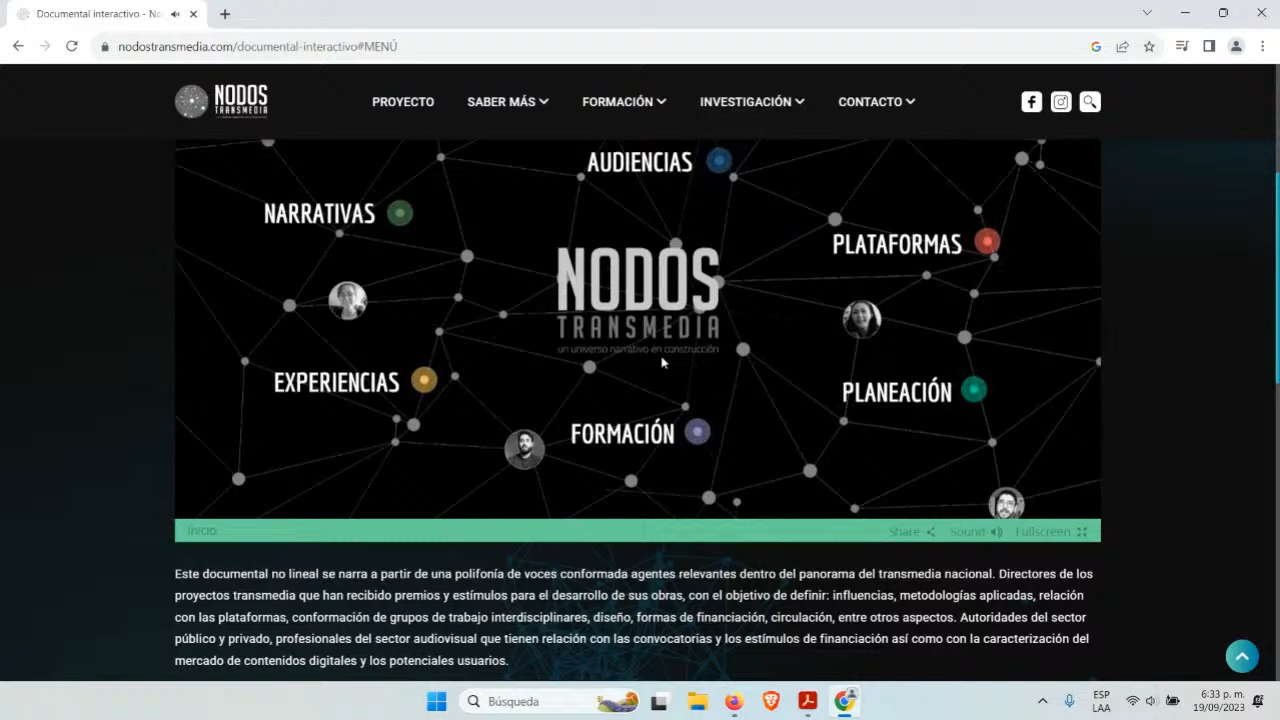 Documental interactivo - No
nodostransmedia.com/documental-interactivo#MENÚ
NODOS
TRANSMEDIA
PROYECTO
SABER MÁS
FORMACIÓN
INVESTIGACIÓN
CONTACTO
AUDIENCIAS
NARRATIVAS
PLATAFORMAS
NODOS
TRANSMEDIA
un universo narrativo en construcción
EXPERIENCIAS
PLANEACIÓN
FORMACIÓN
Inicio
Share
Sound
Fullscreen
Este documental no lineal se narra a partir de una polifonía de voces conformada agentes relevantes dentro del panorama del transmedia nacional. Directores de los
proyectos transmedia que han recibido premios y estímulos para el desarrollo de sus obras, con el objetivo de definir: influencias, metodologías aplicadas, relación
con las plataformas, conformación de grupos de trabajo interdisciplinares, diseño, formas de financiación, circulación, entre otros aspectos. Autoridades del sector
público y privado, profesionales del sector audiovisual que tienen relación con las convocatorias y los estímulos de financiación así como con la caracterización del
mercado de contenidos digitales y los potenciales usuarios.
Búsqueda
ESP
LAA
6:33 p. m.
19/09/2023